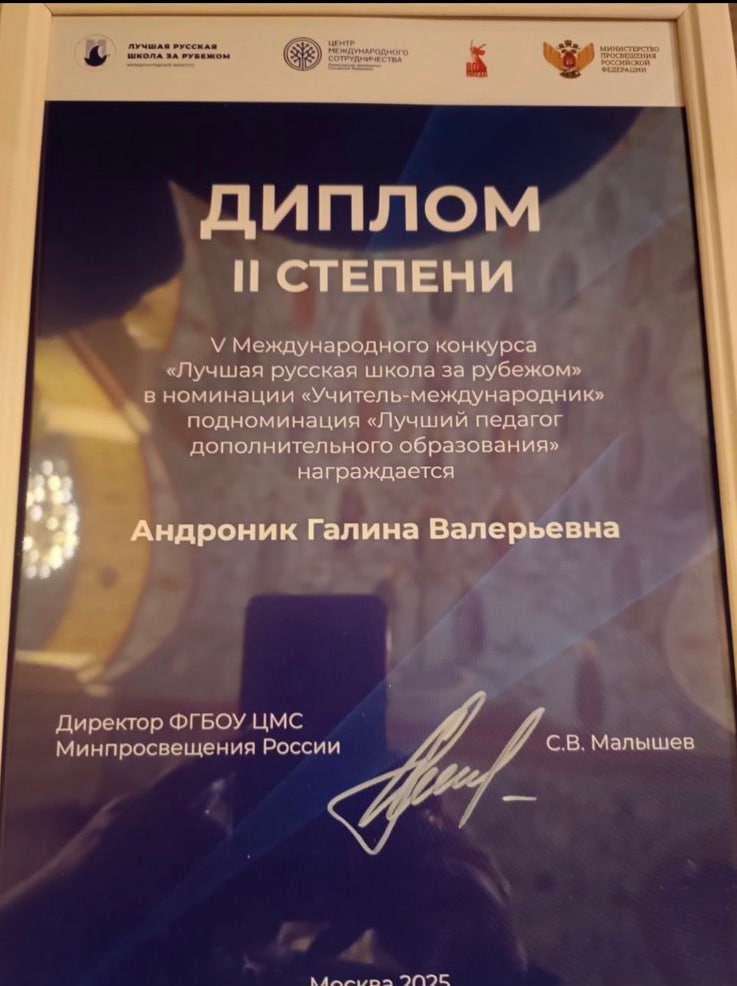 ЛУЧШАЯ РУССКАЯ
ШКОЛА ЗА РУБЕЖОМ
МЕЖДУНАРОДНЫЙ КОНКУРС
ЦЕНТР
МЕЖДУНАРОДНОГО
СОТРУДНИЧЕСТВА
МИНИСТЕРСТВО
ПРОСВЕЩЕНИЯ
РОССИЙСКОЙ
ФЕДЕРАЦИИ
ДИПЛОМ
II СТЕПЕНИ
V Международного конкурса
«Лучшая русская школа за рубежом»
в номинации «Учитель-международник»
подноминация «Лучший педагог
дополнительного образования»
награждается
Андроник Галина Валерьевна
Директор ФГБОУ ЦМС
Минпросвещения России
С.В. Малышев
Москва 2025